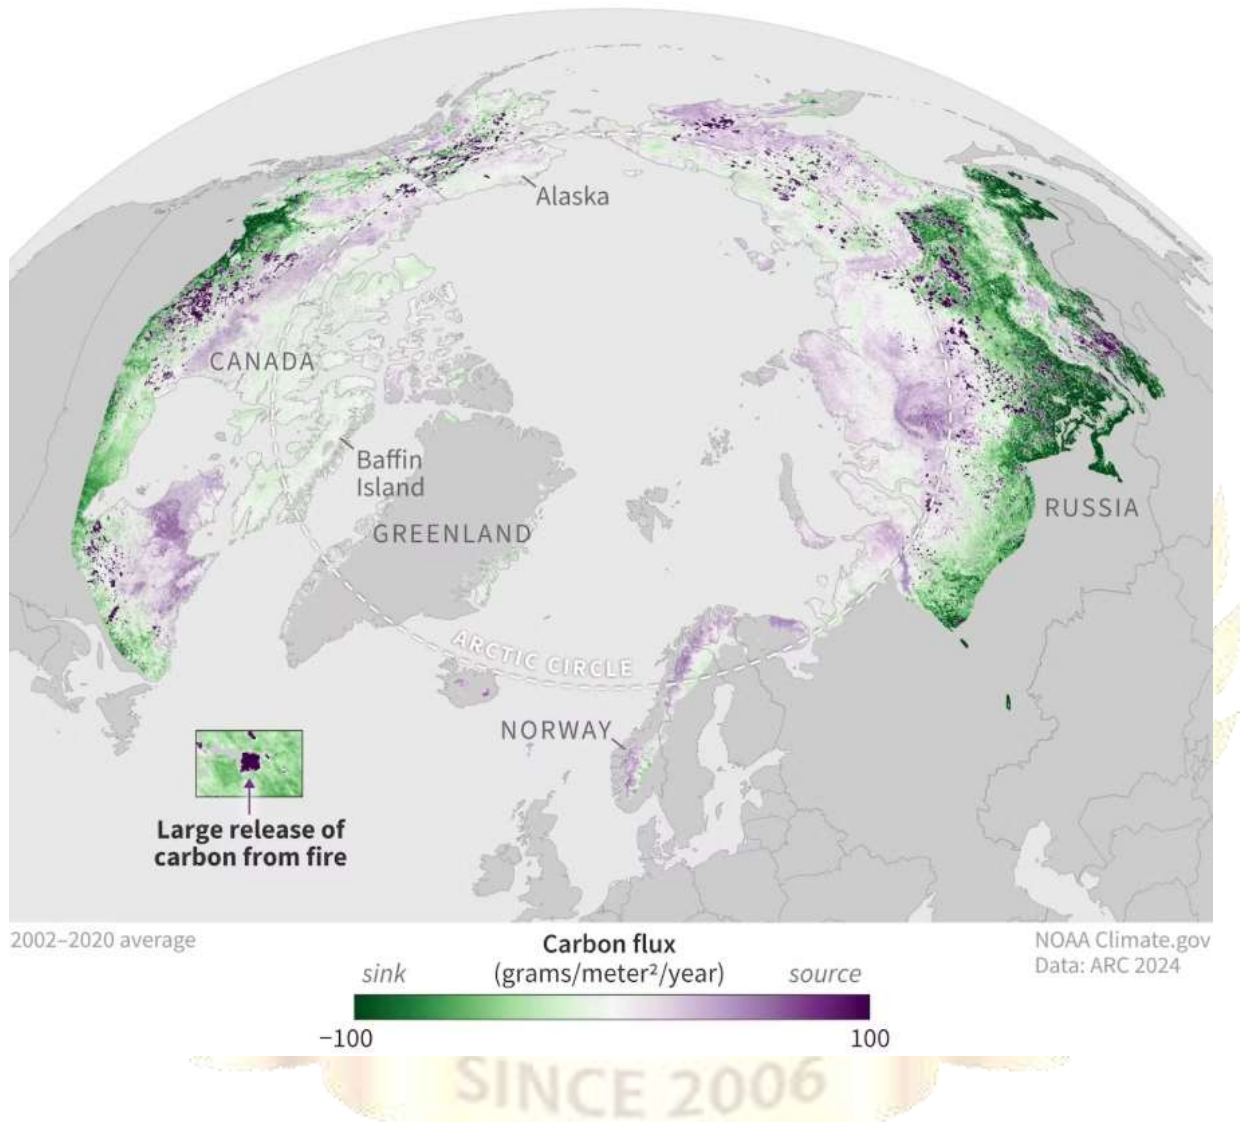 Alaska
CANADA
Baffin
Island
GREENLAND
RUSSIA
ARCTIC CIRCLE
NORWAY
Large release of
carbon from fire
2002–2020 average
Carbon flux
NOAA Climate.gov
sink
(grams/meter²/year)
source
Data: ARC 2024
−100
100
SINCE 2006